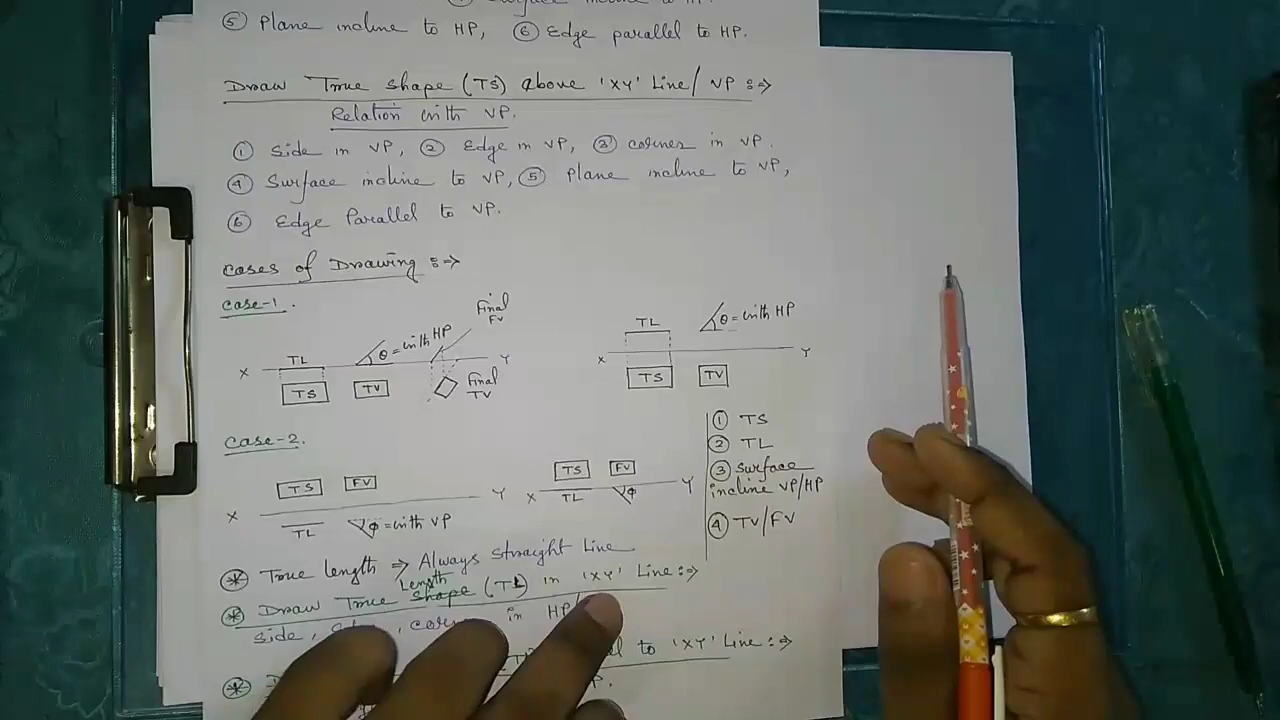 ⑤ Plane incline to HP, ⑥ Edge parallel to HP.
Draw True shape (TS) above 'XY' Line/ VP :⇒
Relation with VP.
① Side in VP, ② Edge in VP, ③ corner in VP.
④ Surface incline to VP, ⑤ Plane incline to VP,
⑥ Edge Parallel to VP.
Cases of Drawing :⇒
Case-1.
X TL θ = with HP Final FV Y
TS TV Final TV
X TL θ = with HP Y
TS TV
Case-2.
TS FV
X Y
TL φ = with VP
TS FV
X TL φ Y
① TS
② TL
③ Surface
incline VP/HP
④ TV/FV
* True length ⇒ Always straight Line
Length
* Draw True shape (TL) in 'XY' Line :⇒
side, in HP/
* to 'XY' Line :⇒
P.